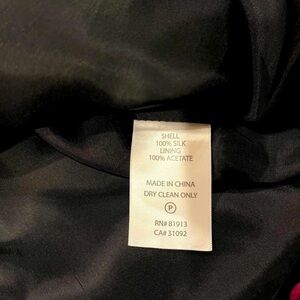 SHELL
100% SILK
LINING
100% ACETATE
MADE IN CHINA
DRY CLEAN ONLY
P
RN# 81913
CA# 31092